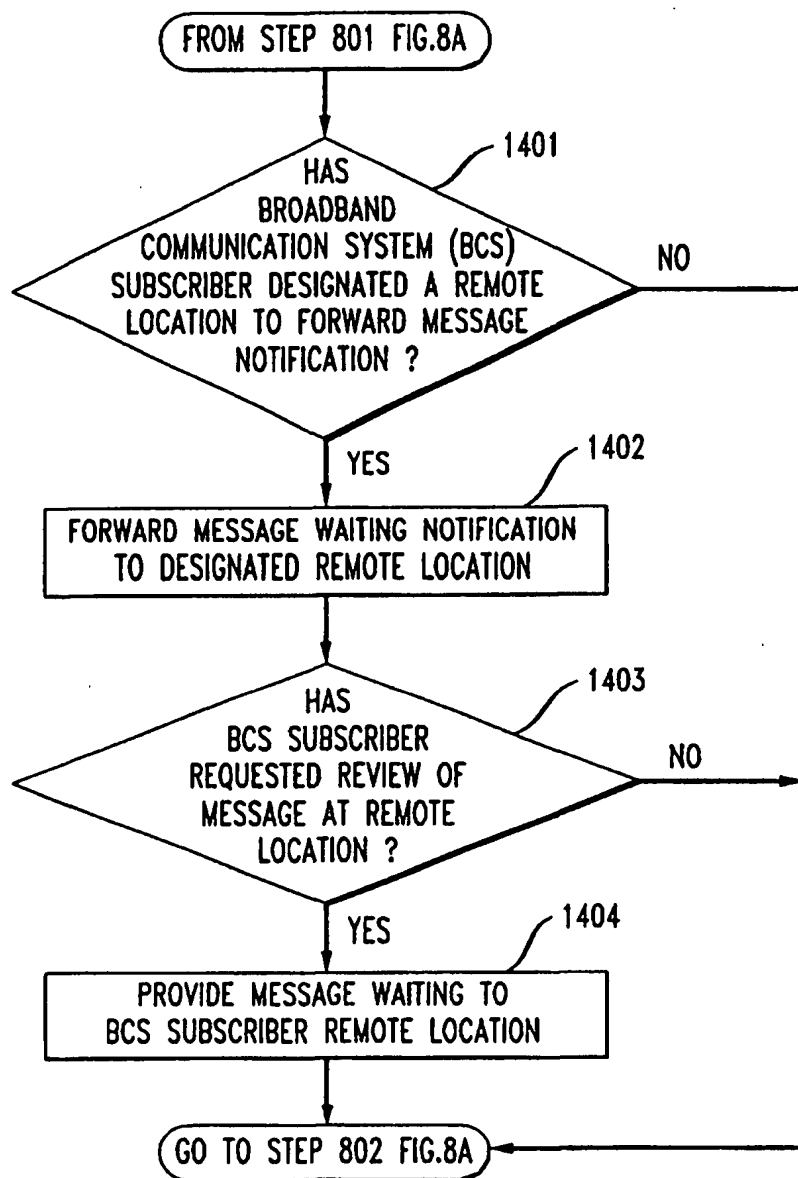 FROM STEP 801 FIG.8A
1401
HAS
BROADBAND
COMMUNICATION SYSTEM (BCS)
SUBSCRIBER DESIGNATED A REMOTE
LOCATION TO FORWARD MESSAGE
NOTIFICATION ?
NO
YES
1402
FORWARD MESSAGE WAITING NOTIFICATION
TO DESIGNATED REMOTE LOCATION
1403
HAS
BCS SUBSCRIBER
REQUESTED REVIEW OF
MESSAGE AT REMOTE
LOCATION ?
NO
YES
1404
PROVIDE MESSAGE WAITING TO
BCS SUBSCRIBER REMOTE LOCATION
GO TO STEP 802 FIG.8A